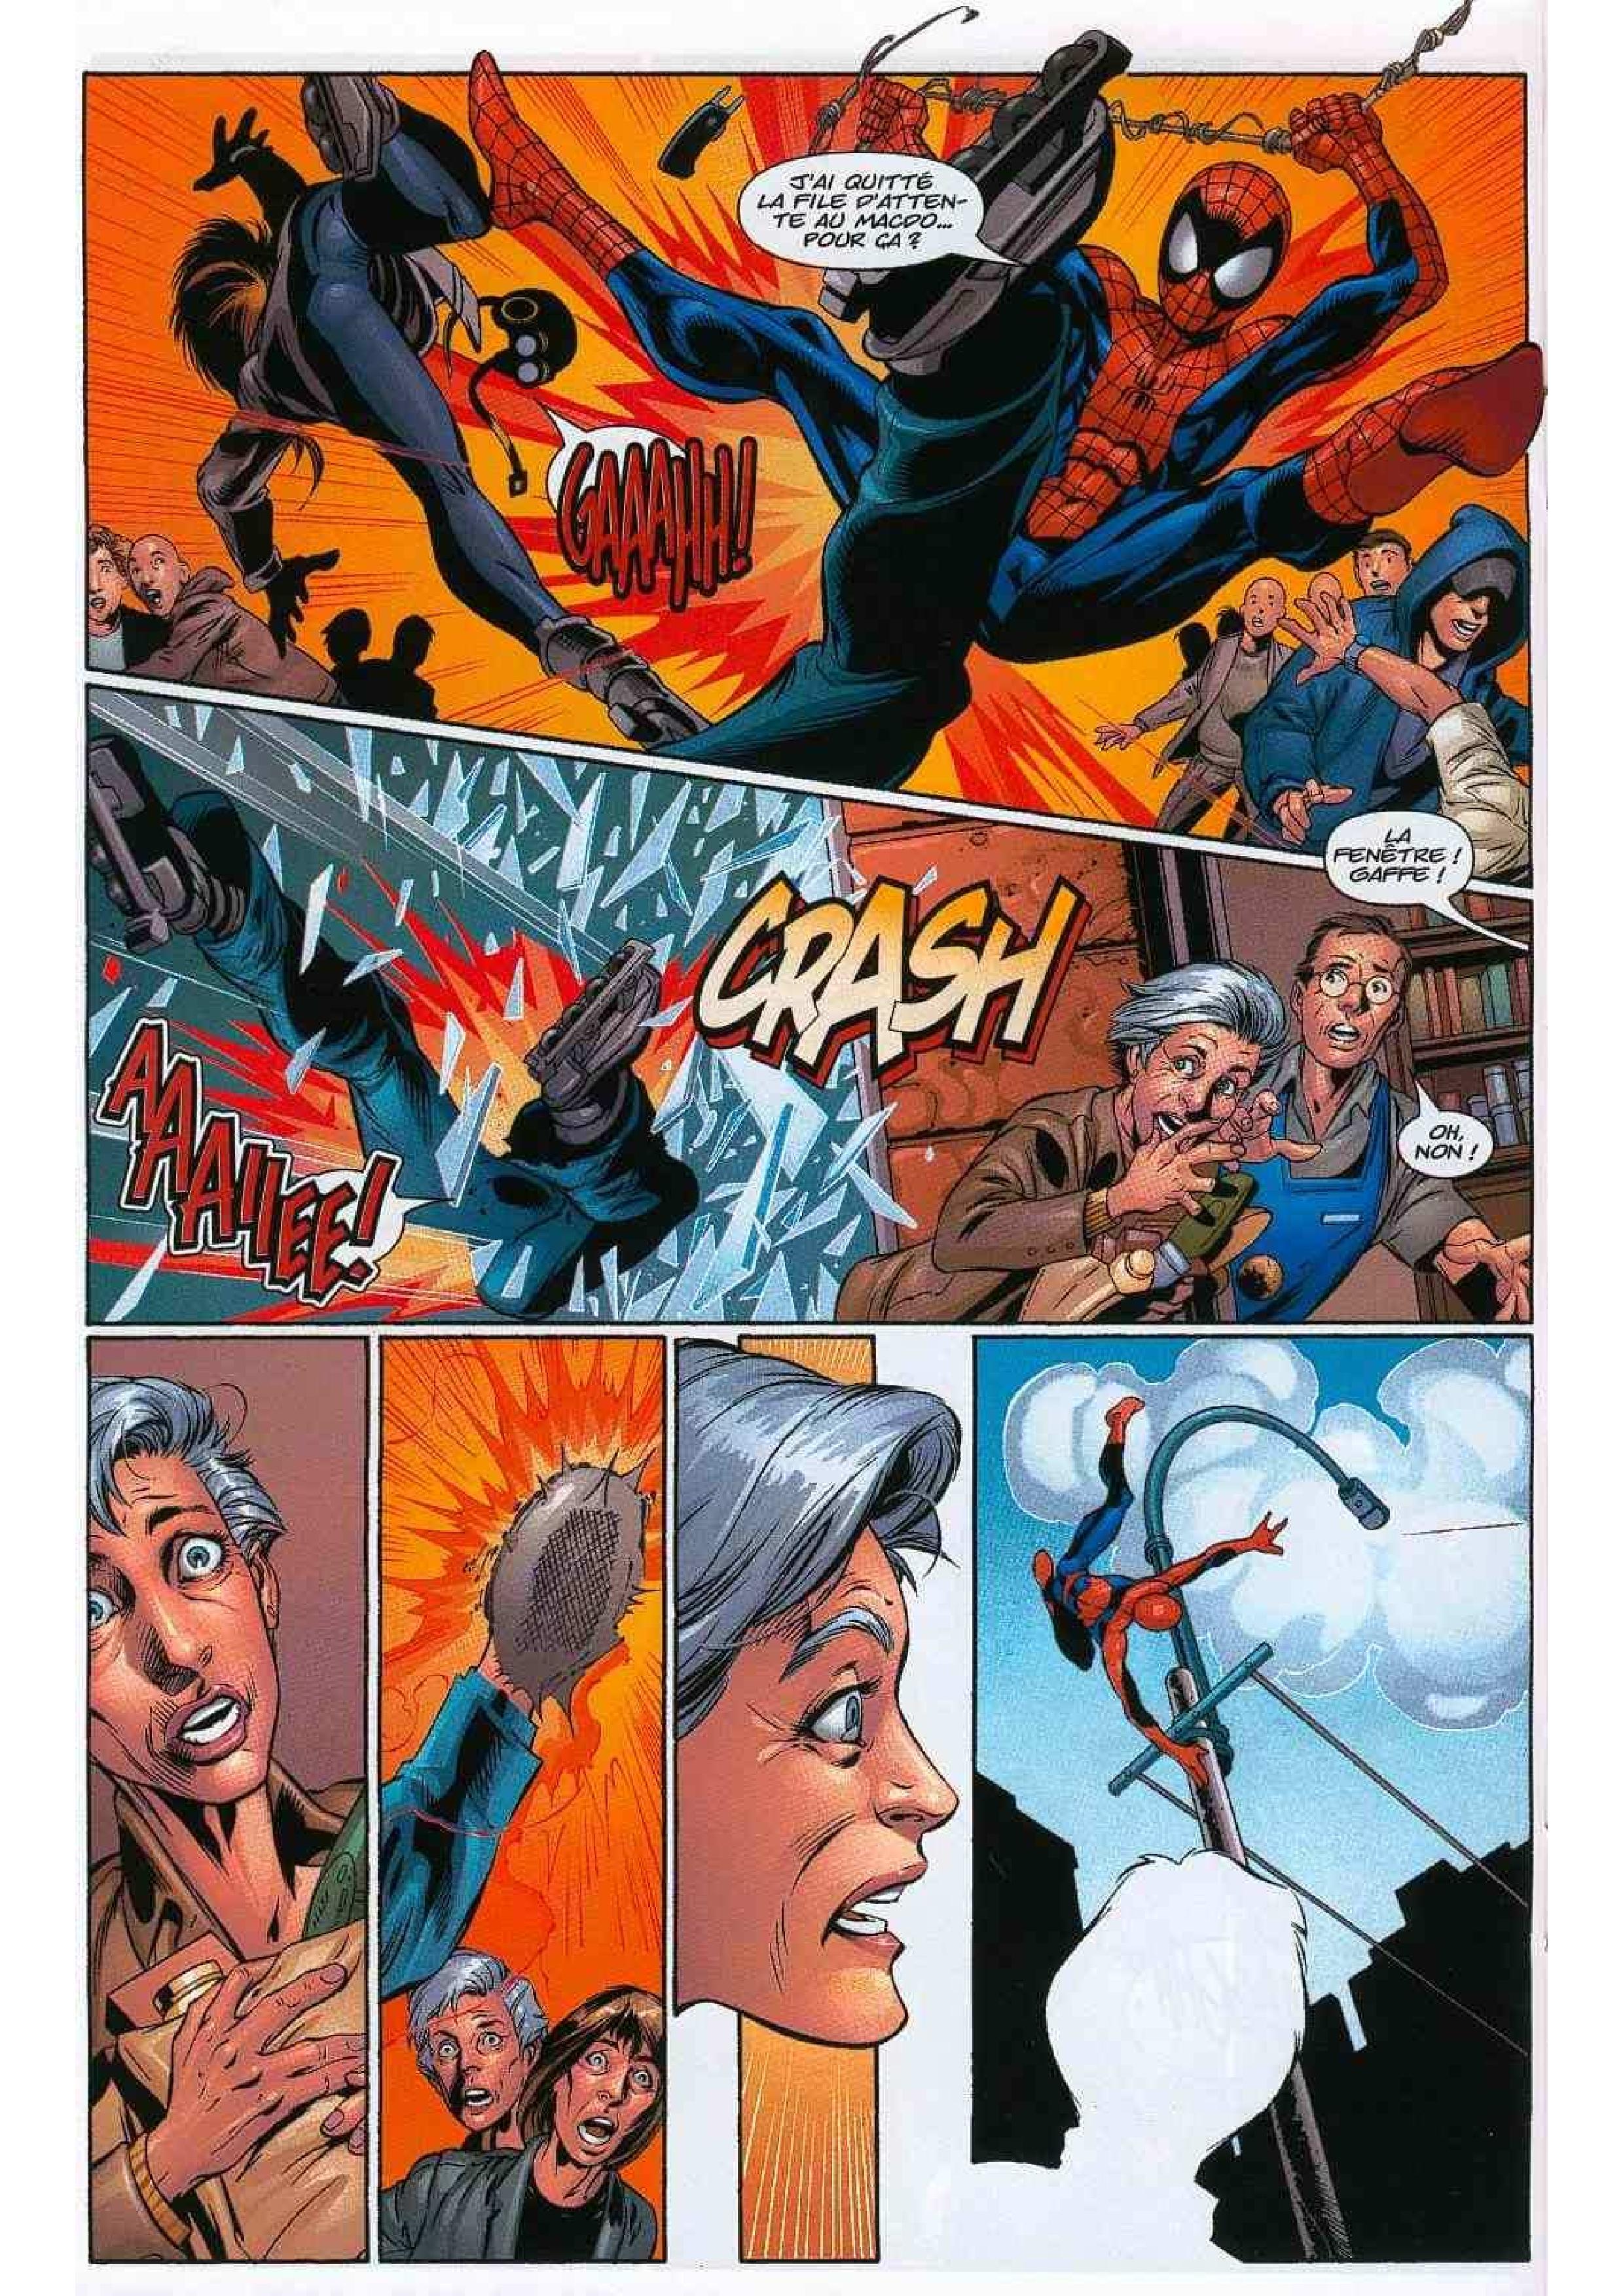 J'AI QUITTÉ
LA FILE D'ATTEN-
TE AU MACDO...
POUR ÇA ?
GAAAHH!
LA
FENÊTRE !
GAFFE !
CRASH
AAAAIIEE!
OH,
NON !